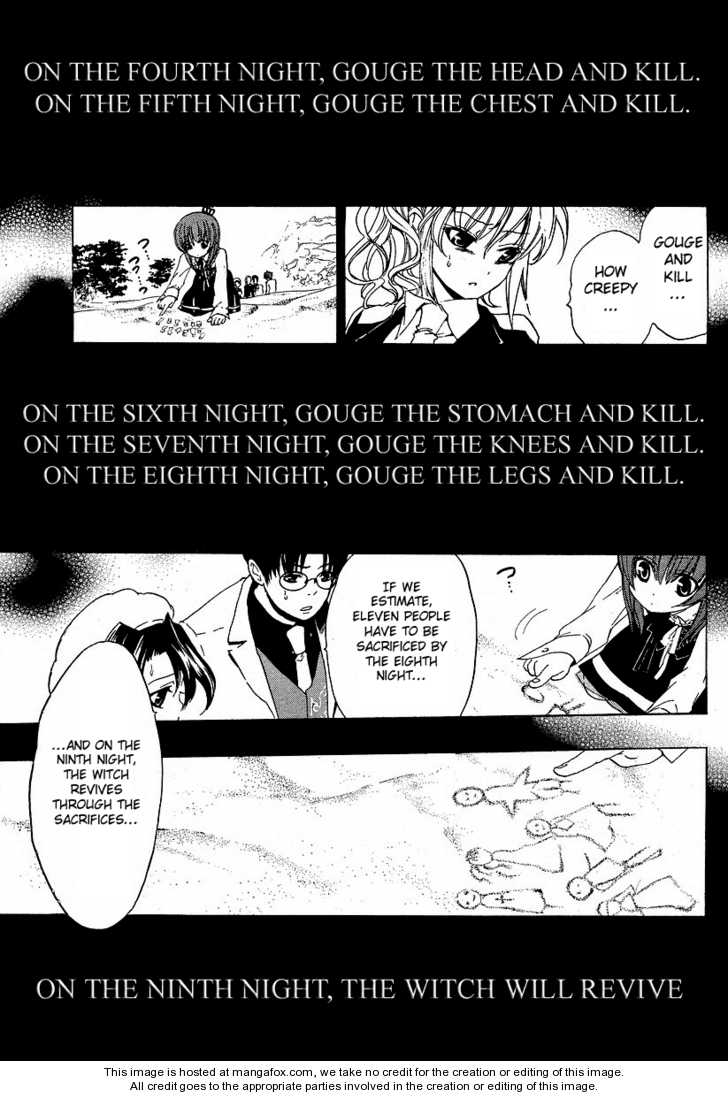 ON THE FOURTH NIGHT, GOUGE THE HEAD AND KILL.
ON THE FIFTH NIGHT, GOUGE THE CHEST AND KILL.
GOUGE
AND
KILL
...
HOW
CREEPY
...
???
ON THE SIXTH NIGHT, GOUGE THE STOMACH AND KILL.
ON THE SEVENTH NIGHT, GOUGE THE KNEES AND KILL.
ON THE EIGHTH NIGHT, GOUGE THE LEGS AND KILL.
?
IF WE
ESTIMATE,
ELEVEN PEOPLE
HAVE TO BE
SACRIFICED BY
THE EIGHTH
NIGHT...
...AND ON THE
NINTH NIGHT,
THE WITCH
REVIVES
THROUGH THE
SACRIFICES...
ON THE NINTH NIGHT, THE WITCH WILL REVIVE
This image is hosted at mangafox.com, we take no credit for the creation or editing of this image.
All credit goes to the appropriate parties involved in the creation or editing of this image.